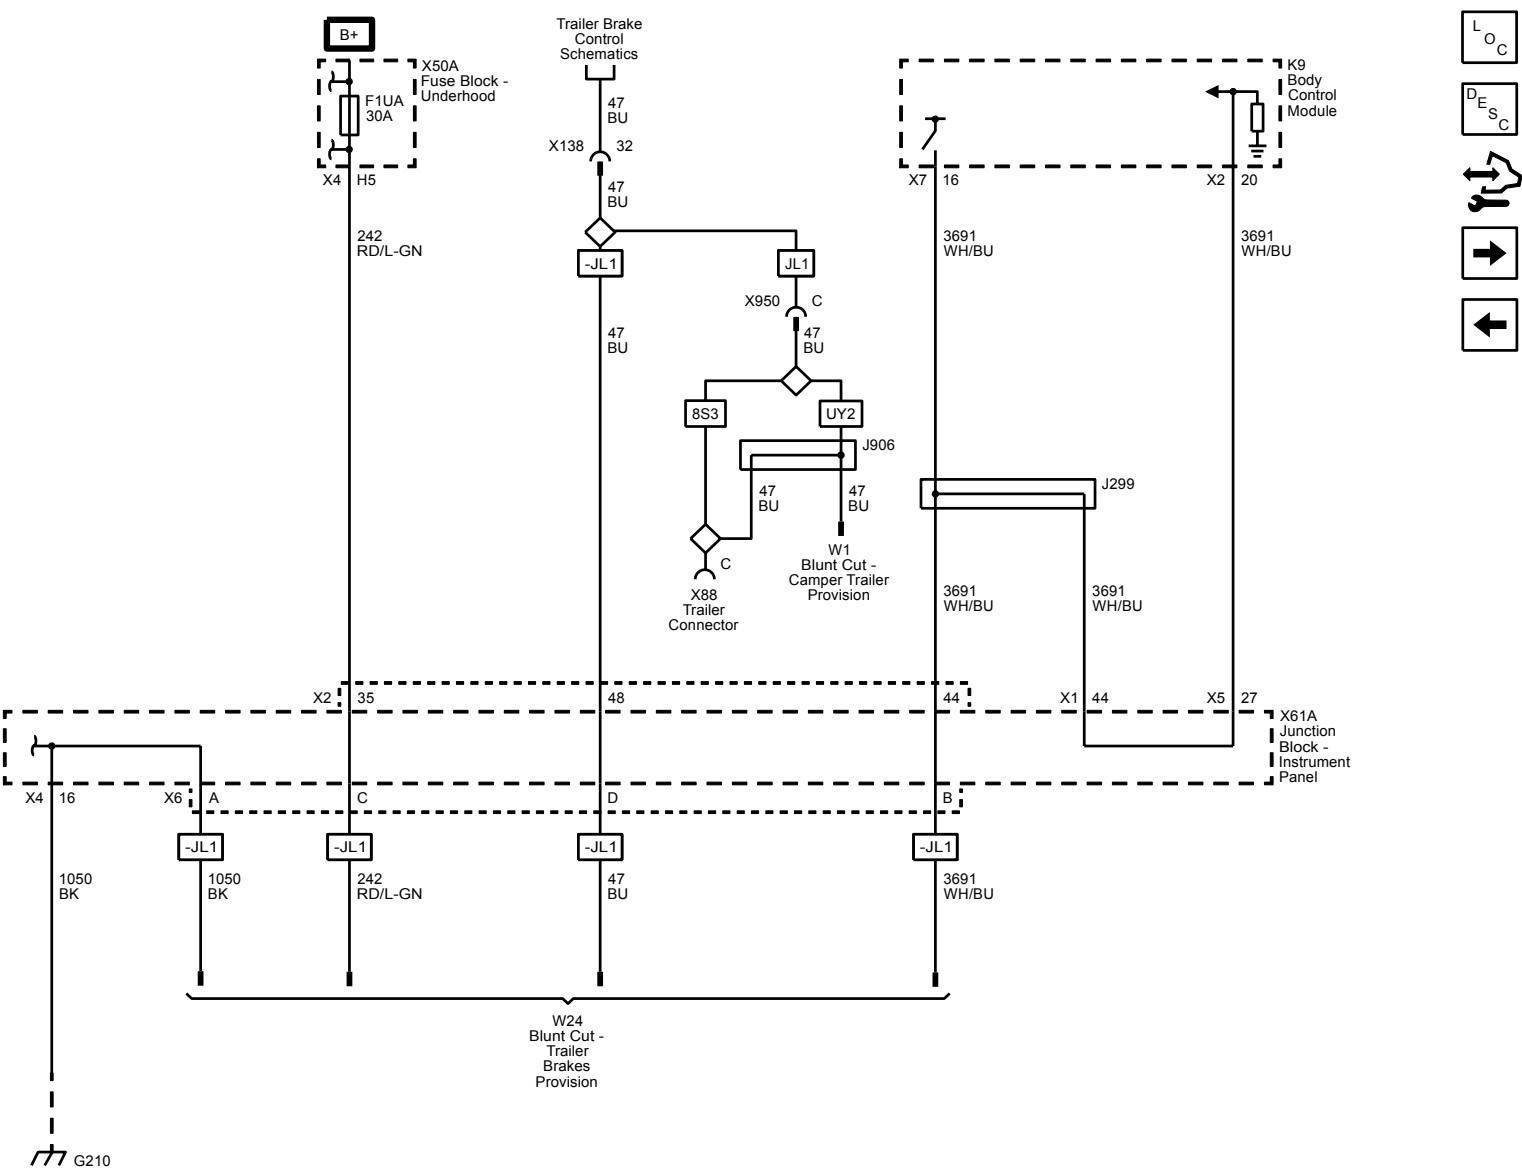 B+
X50A
Fuse Block -
Underhood
F1UA
30A
X4 H5
242
RD/L-GN
Trailer Brake
Control
Schematics
47
BU
X138 32
47
BU
-JL1
JL1
X950 C
47
BU
47
BU
8S3
UY2
J906
47
BU
47
BU
C
X88
Trailer
Connector
W1
Blunt Cut -
Camper Trailer
Provision
K9
Body
Control
Module
X7 16
X2 20
3691
WH/BU
3691
WH/BU
J299
3691
WH/BU
3691
WH/BU
X2 35
48
44
X1 44
X5 27
X61A
Junction
Block -
Instrument
Panel
X4 16
X6 A
C
D
B
-JL1
-JL1
-JL1
-JL1
1050
BK
1050
BK
242
RD/L-GN
47
BU
3691
WH/BU
W24
Blunt Cut -
Trailer
Brakes
Provision
G210
LOC
DESC